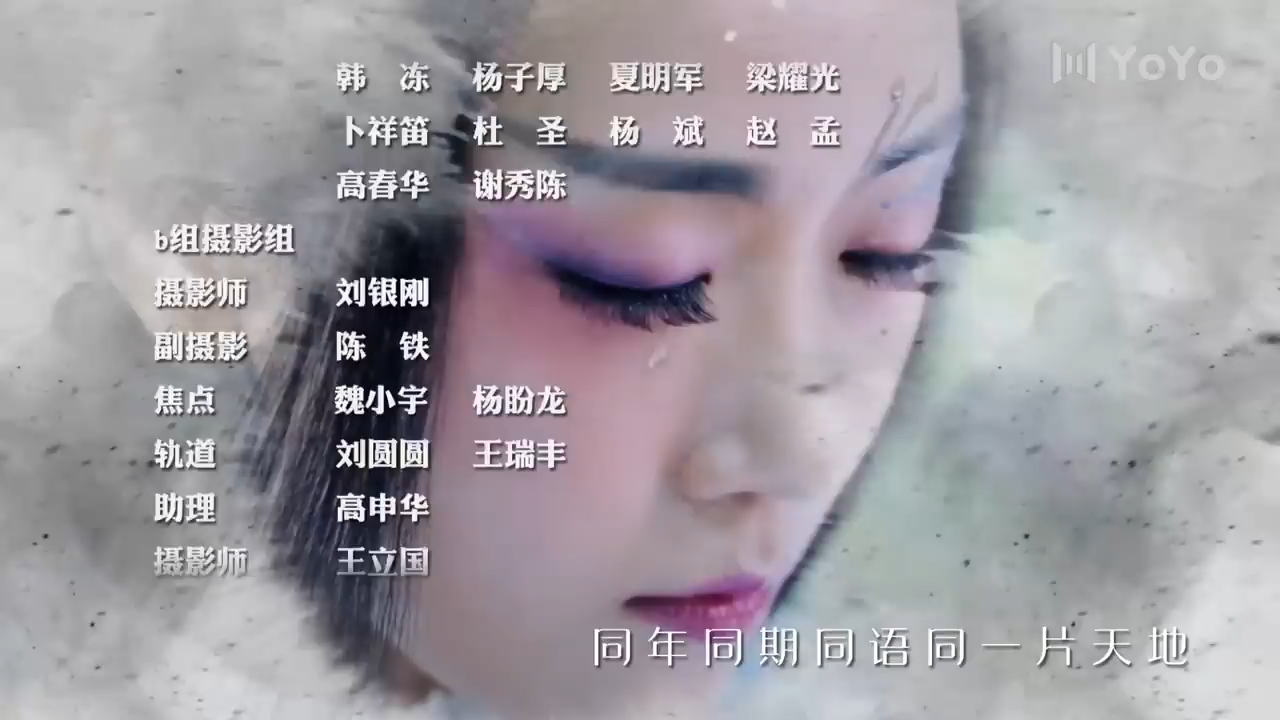 YoYo
韩 冻 杨子厚 夏明军 梁耀光
卜祥笛 杜 圣 杨 斌 赵 孟
高春华 谢秀陈
b组摄影组
摄影师 刘银刚
副摄影 陈 铁
焦点 魏小宇 杨盼龙
轨道 刘圆圆 王瑞丰
助理 高申华
摄影师 王立国
同年同期同语同一片天地